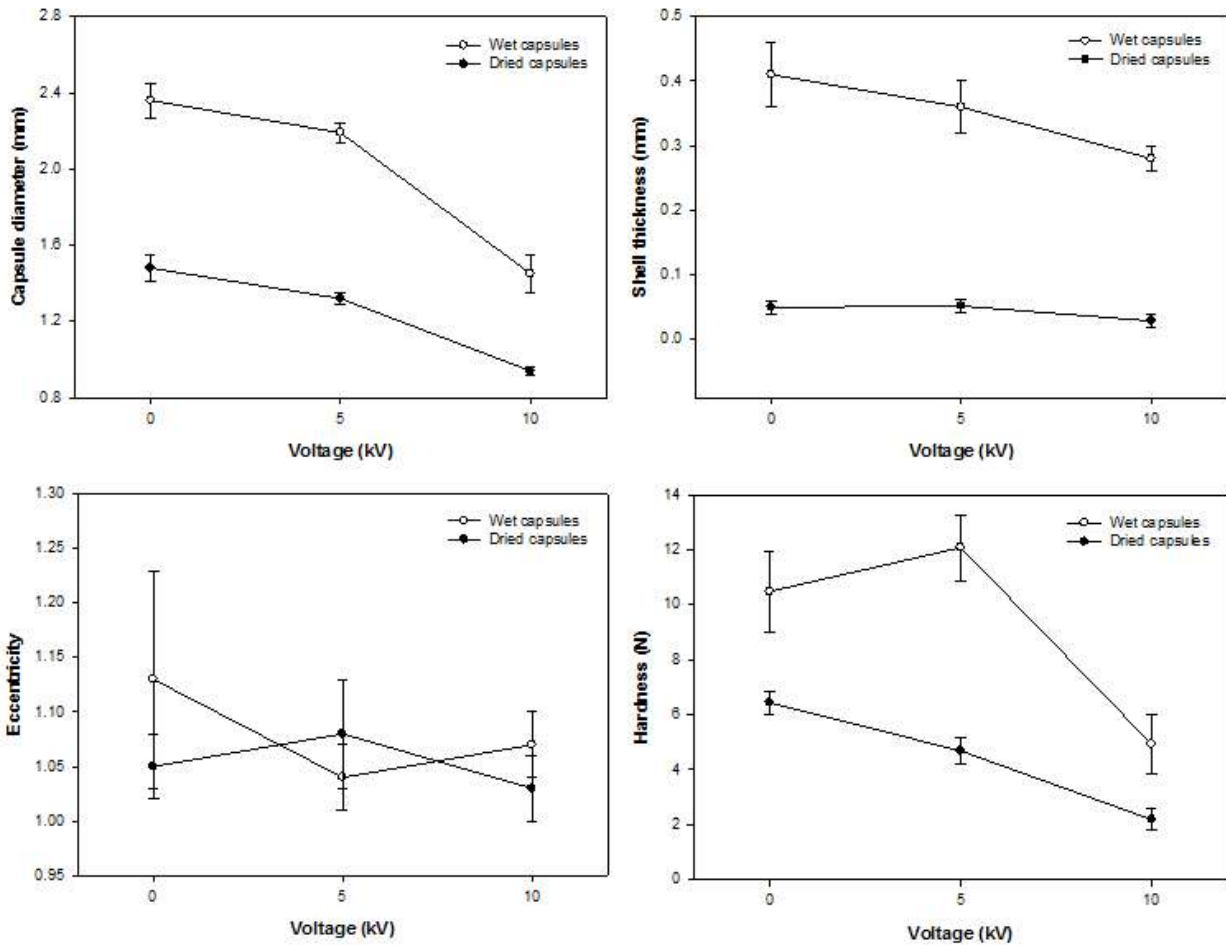 2.8
2.4
2.0
1.6
1.2
0.8
Capsule diameter (mm)
Wet capsules
Dried capsules
0 5 10
Voltage (kV)
0.5
0.4
0.3
0.2
0.1
0.0
Shell thickness (mm)
Wet capsules
Dried capsules
0 5 10
Voltage (kV)
1.30
1.25
1.20
1.15
1.10
1.05
1.00
0.95
Eccentricity
Wet capsules
Dried capsules
0 5 10
Voltage (kV)
14
12
10
8
6
4
2
0
Hardness (N)
Wet capsules
Dried capsules
0 5 10
Voltage (kV)